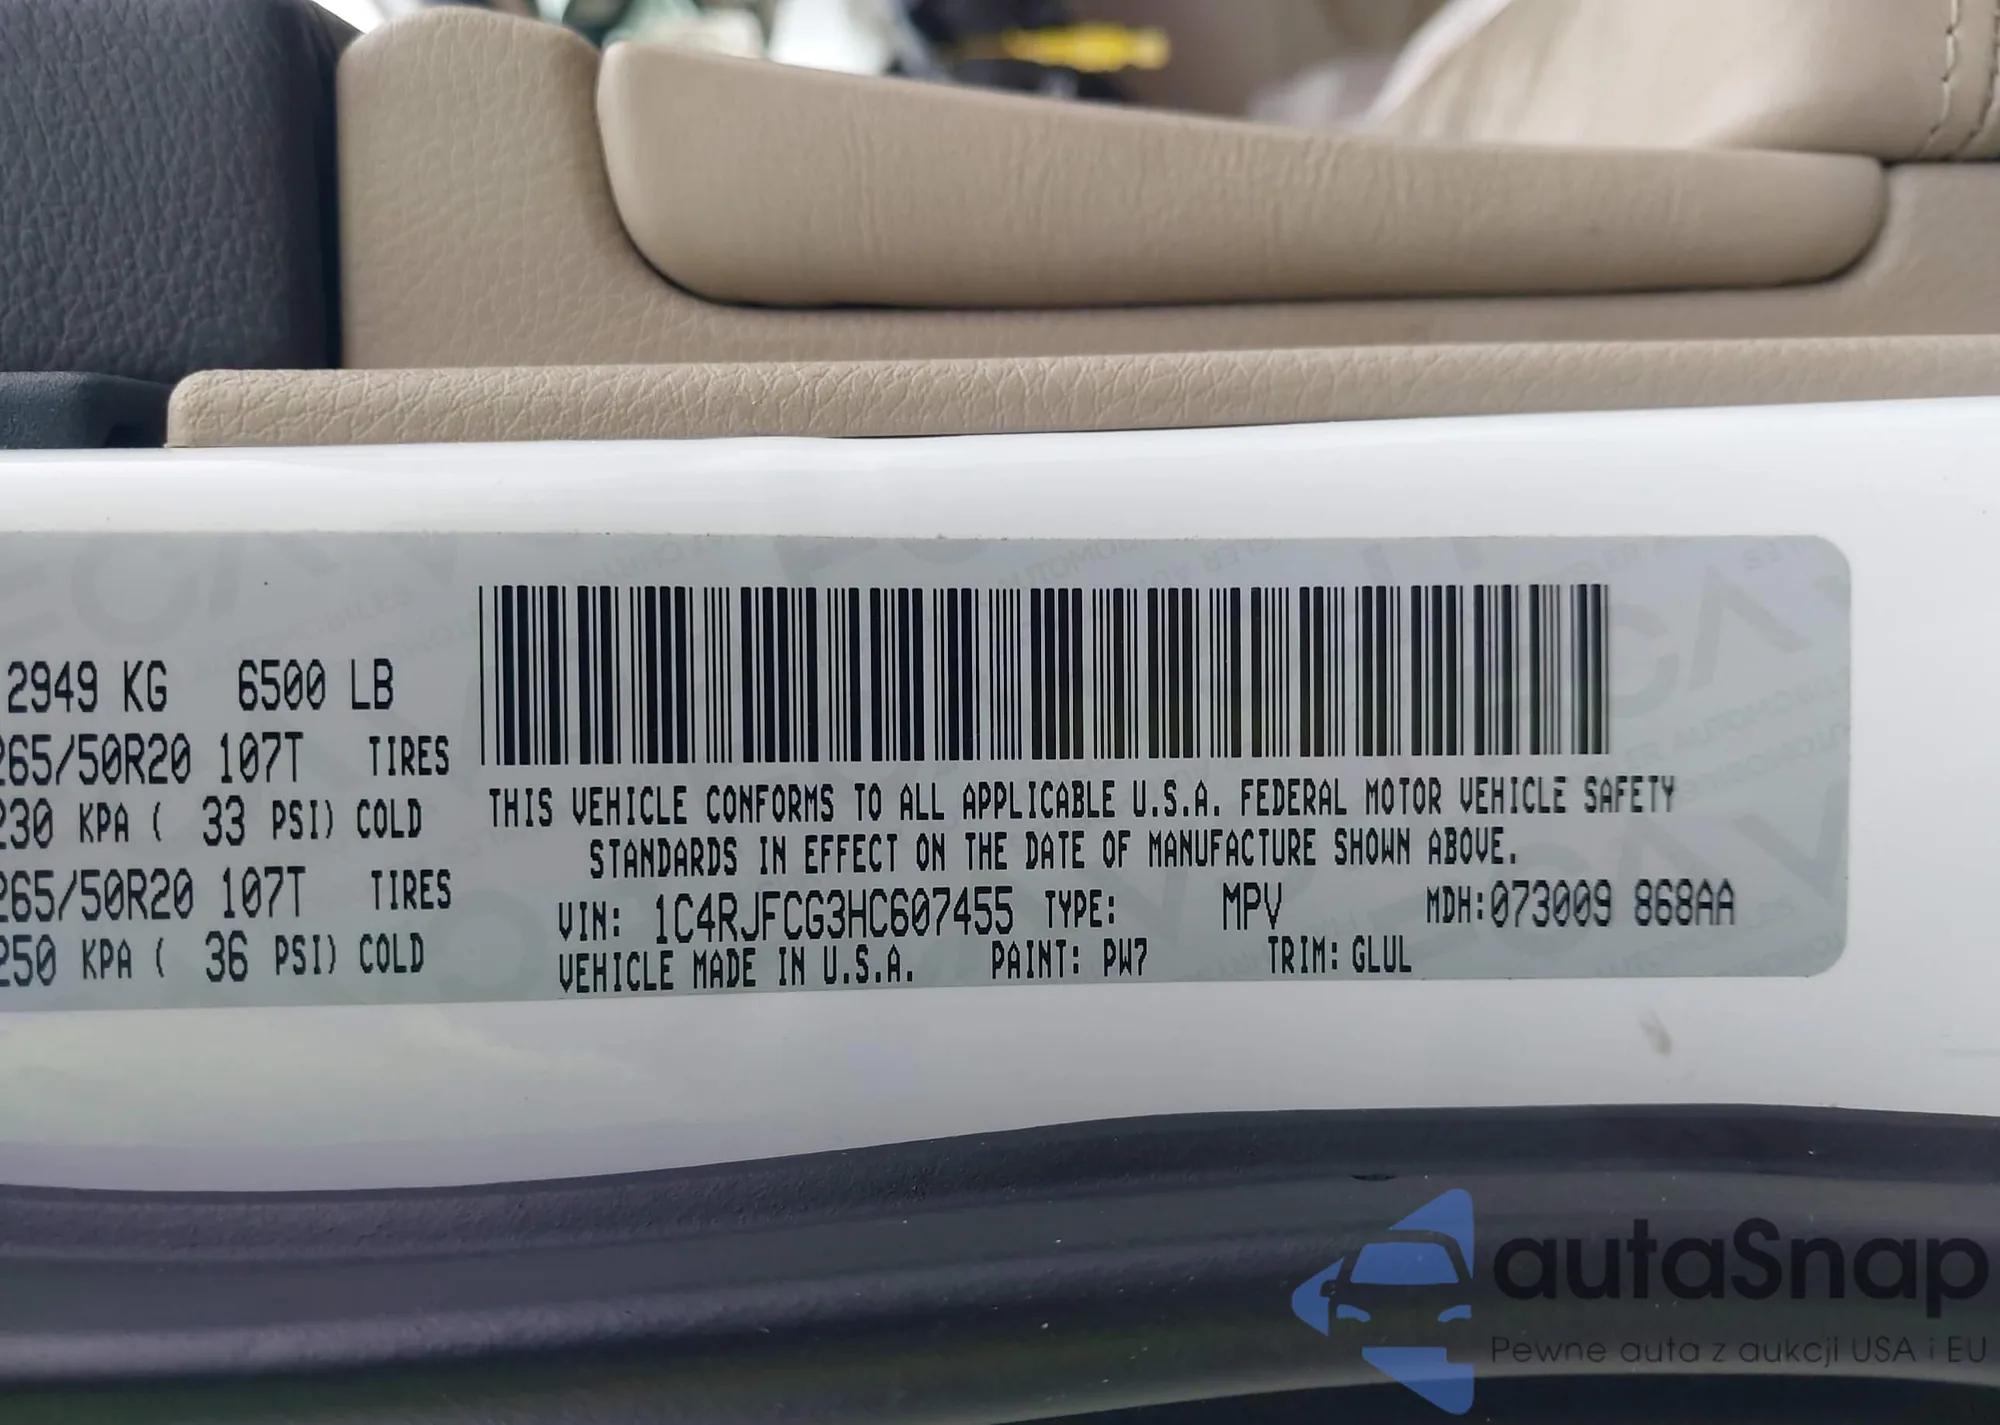 2949 KG 6500 LB
265/50R20 107T TIRES
230 KPA ( 33 PSI) COLD
265/50R20 107T TIRES
250 KPA ( 36 PSI) COLD
THIS VEHICLE CONFORMS TO ALL APPLICABLE U.S.A. FEDERAL MOTOR VEHICLE SAFETY
STANDARDS IN EFFECT ON THE DATE OF MANUFACTURE SHOWN ABOVE.
VIN: 1C4RJFCG3HC607455 TYPE: MPV MDH:073009 868AA
VEHICLE MADE IN U.S.A. PAINT: PW7 TRIM: GLUL
autaSnap
Pewne auta z aukcji USA i EU